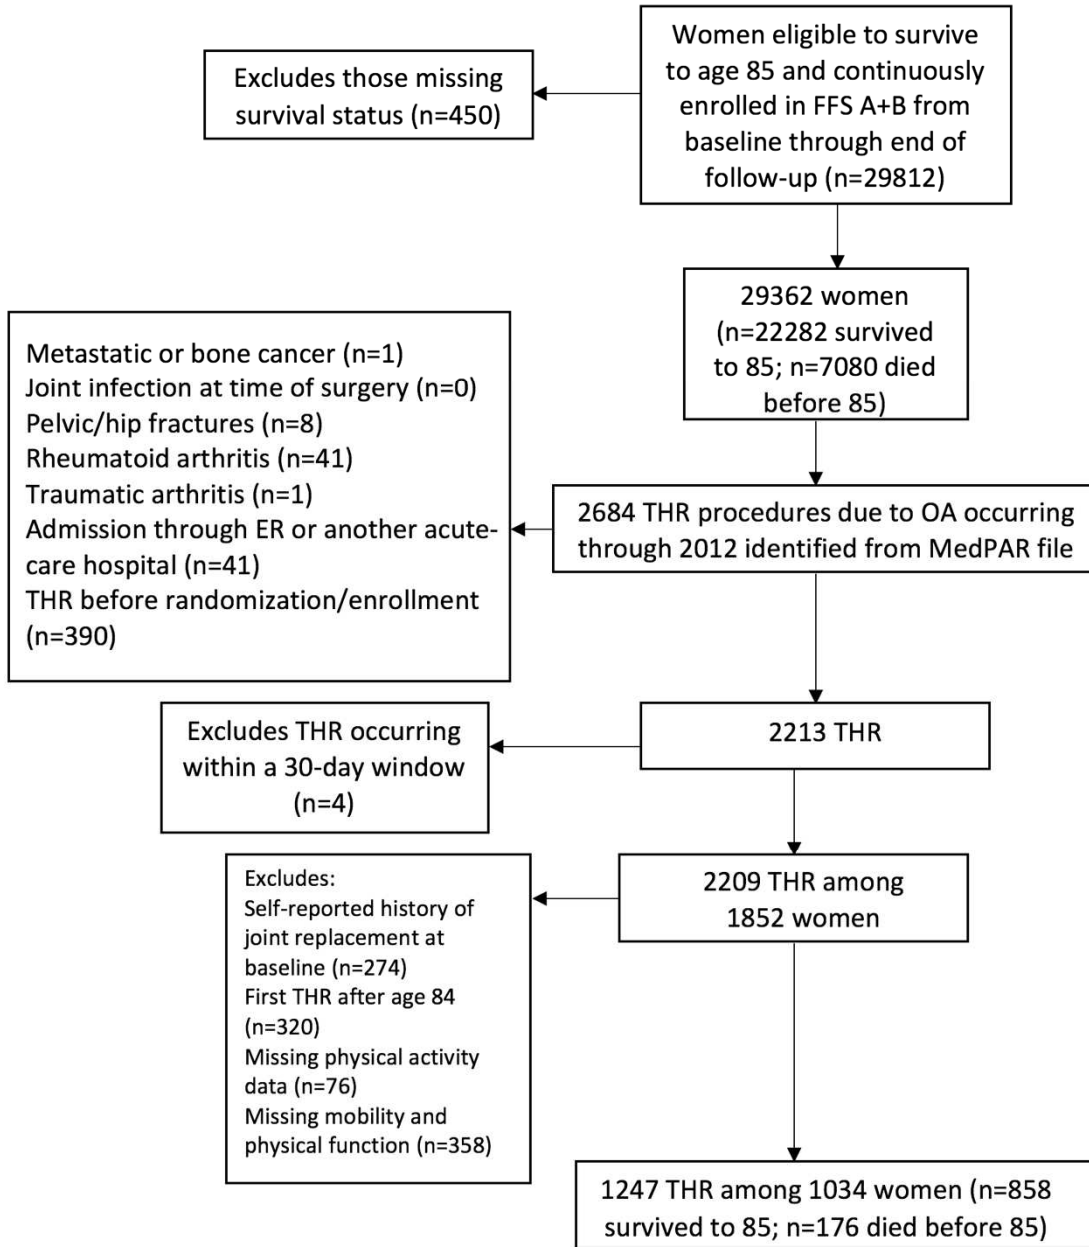 Women eligible to survive
to age 85 and continuously
enrolled in FFS A+B from
baseline through end of
follow-up (n=29812)
Excludes those missing
survival status (n=450)
29362 women
(n=22282 survived
to 85; n=7080 died
before 85)
Metastatic or bone cancer (n=1)
Joint infection at time of surgery (n=0)
Pelvic/hip fractures (n=8)
Rheumatoid arthritis (n=41)
Traumatic arthritis (n=1)
Admission through ER or another acute-
care hospital (n=41)
THR before randomization/enrollment
(n=390)
2684 THR procedures due to OA occurring
through 2012 identified from MedPAR file
2213 THR
Excludes THR occurring
within a 30-day window
(n=4)
2209 THR among
1852 women
Excludes:
Self-reported history of
joint replacement at
baseline (n=274)
First THR after age 84
(n=320)
Missing physical activity
data (n=76)
Missing mobility and
physical function (n=358)
1247 THR among 1034 women (n=858
survived to 85; n=176 died before 85)